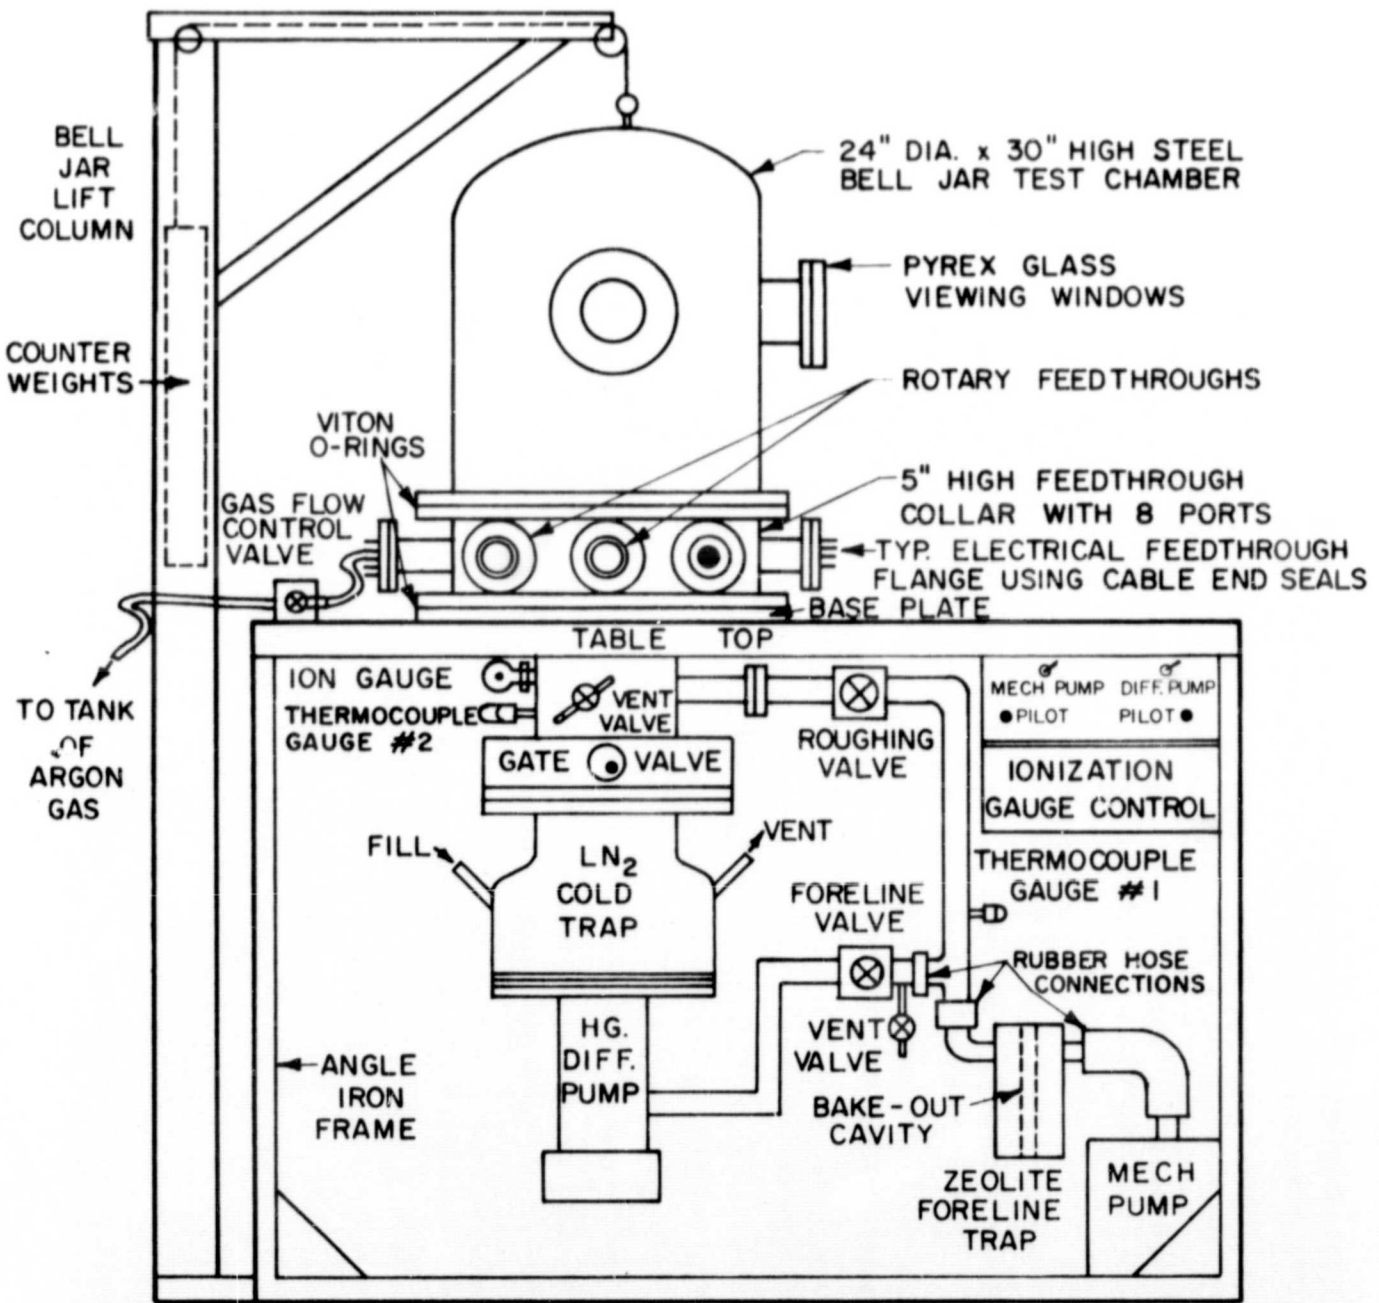 BELL
JAR
LIFT
COLUMN
24" DIA. x 30" HIGH STEEL
BELL JAR TEST CHAMBER
PYREX GLASS
VIEWING WINDOWS
COUNTER
WEIGHTS
ROTARY FEEDTHROUGHS
VITON
O-RINGS
GAS FLOW
CONTROL
VALVE
5" HIGH FEEDTHROUGH
COLLAR WITH 8 PORTS
TYP. ELECTRICAL FEEDTHROUGH
FLANGE USING CABLE END SEALS
BASE PLATE
TABLE TOP
TO TANK
OF
ARGON
GAS
ION GAUGE
THERMOCOUPLE
GAUGE #2
VENT
VALVE
GATE VALVE
ROUGHING
VALVE
MECH PUMP DIFF. PUMP
PILOT PILOT
IONIZATION
GAUGE CONTROL
FILL
VENT
LN2
COLD
TRAP
THERMOCOUPLE
GAUGE #1
FORELINE
VALVE
RUBBER HOSE
CONNECTIONS
VENT
VALVE
HG.
DIFF.
PUMP
ANGLE
IRON
FRAME
BAKE-OUT
CAVITY
ZEOLITE
FORELINE
TRAP
MECH
PUMP